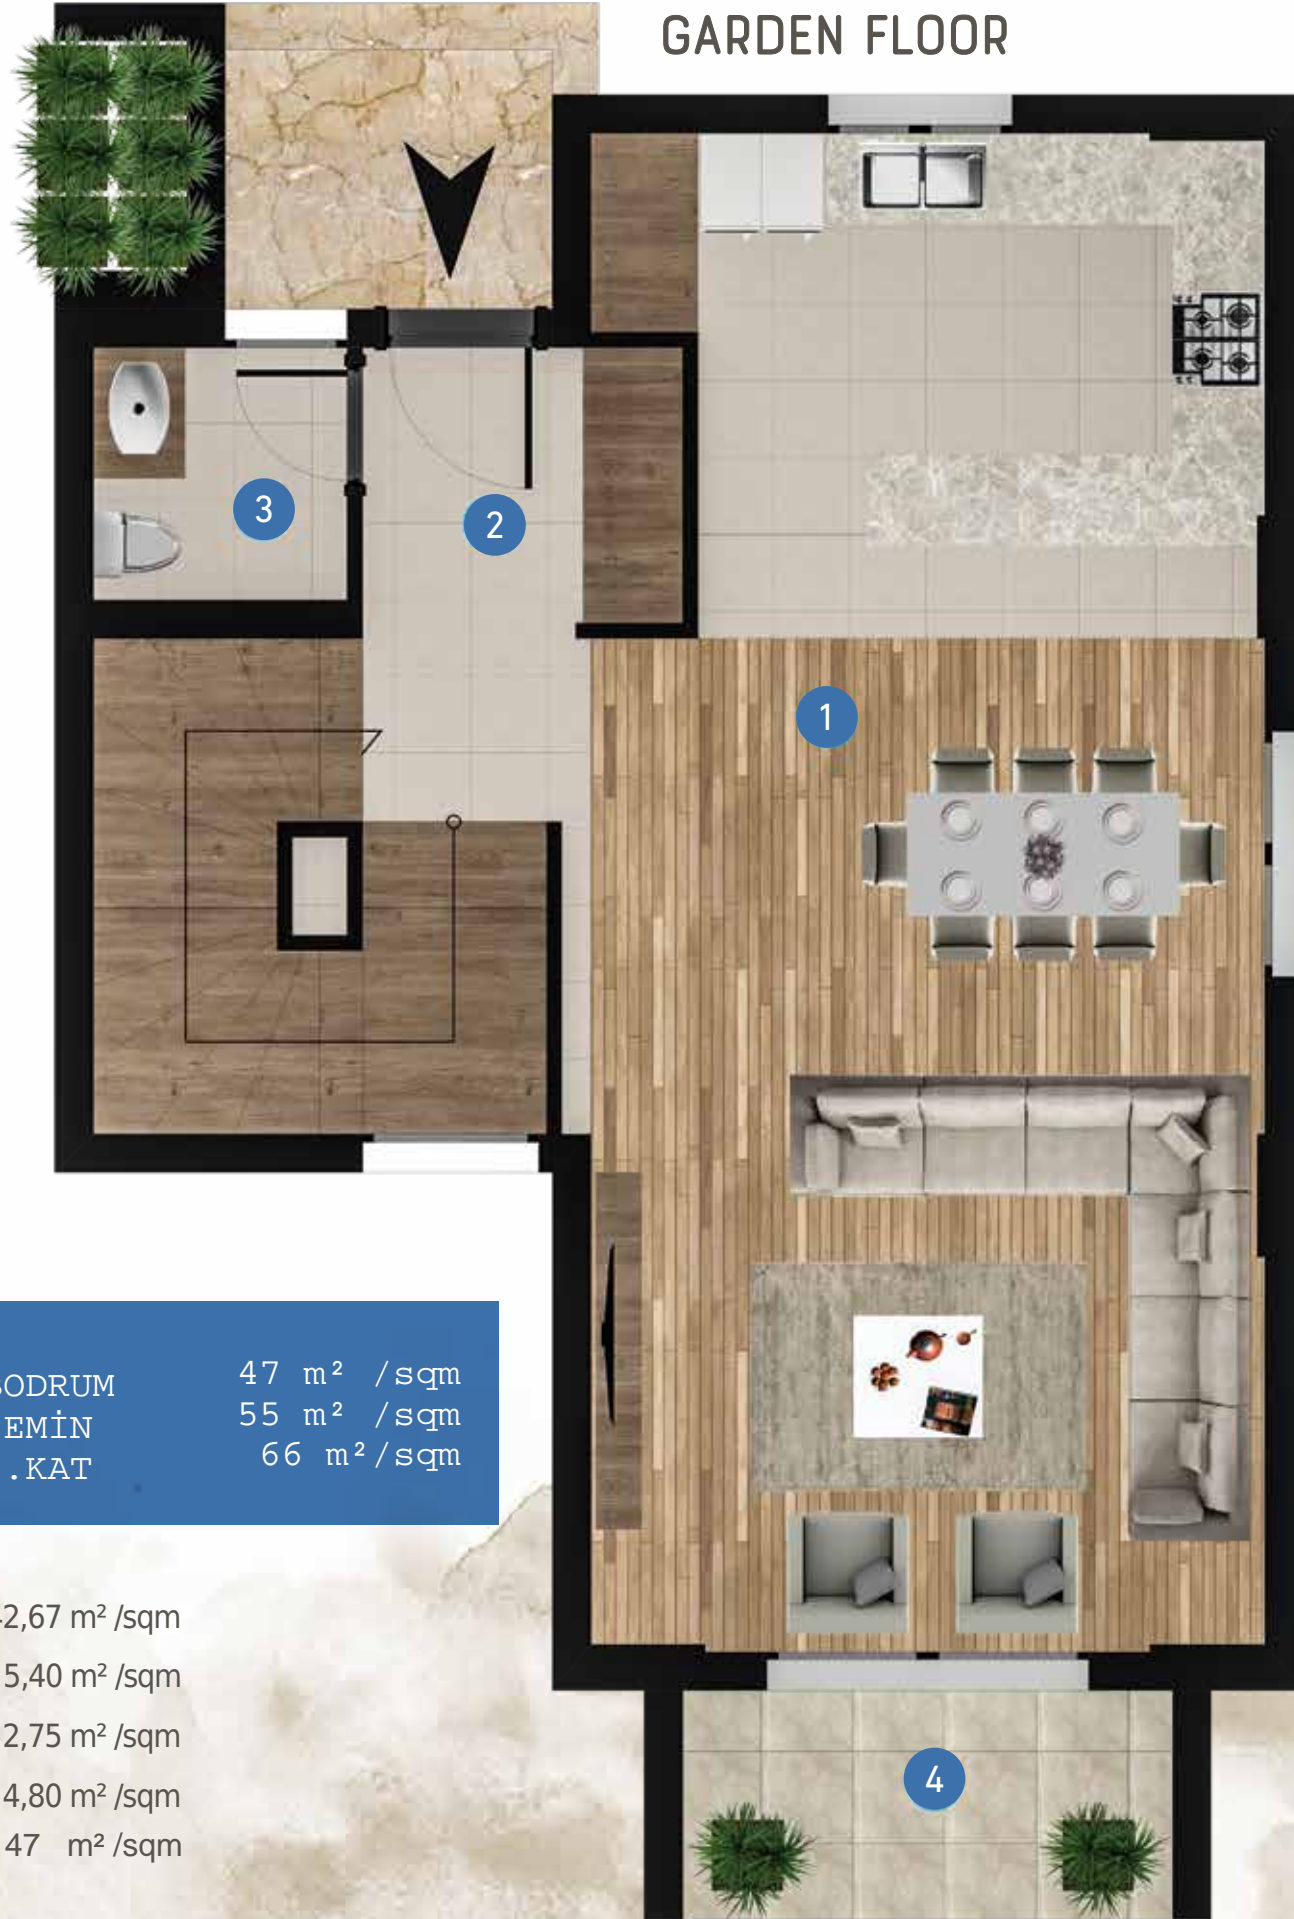 GARDEN FLOOR
3
2
1
47 m² /sqm
ODRUM
55 m² /sqm
EMİN
66 m²/sqm
.KAT
2,67 m² /sqm
5,40 m² /sqm
2,75 m² /sqm
4,80 m² /sqm
4
47 m² /sqm